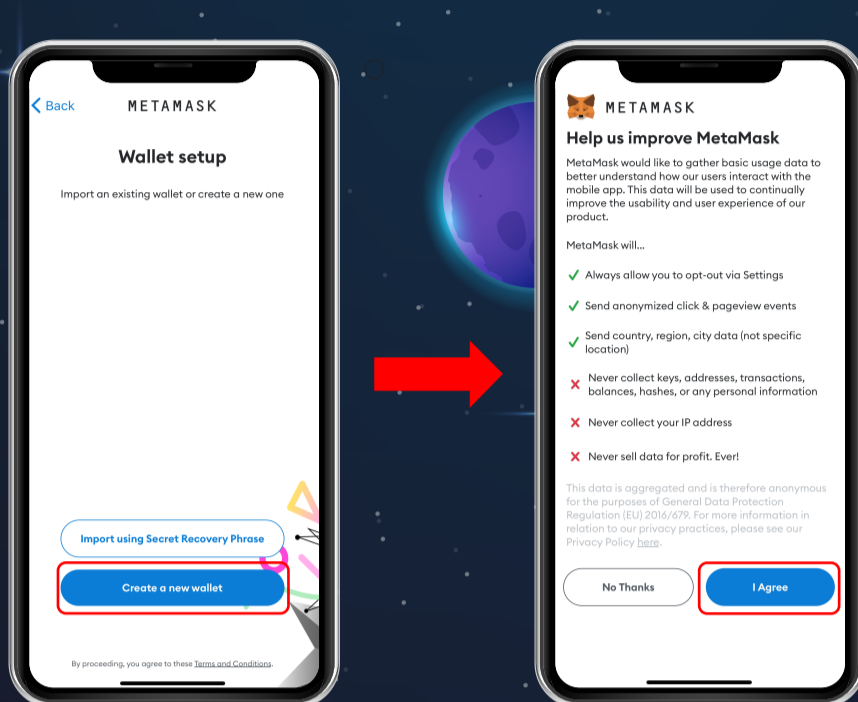 Back
METAMASK
Wallet setup
Import an existing wallet or create a new one
Import using Secret Recovery Phrase
Create a new wallet
By proceeding, you agree to these Terms and Conditions.
METAMASK
Help us improve MetaMask
MetaMask would like to gather basic usage data to
better understand how our users interact with the
mobile app. This data will be used to continually
improve the usability and user experience of our
product.
MetaMask will...
Always allow you to opt-out via Settings
Send anonymized click & pageview events
Send country, region, city data (not specific
location)
Never collect keys, addresses, transactions,
balances, hashes, or any personal information
Never collect your IP address
Never sell data for profit. Ever!
This data is aggregated and is therefore anonymous
for the purposes of General Data Protection
Regulation (EU) 2016/679. For more information in
relation to our privacy practices, please see our
Privacy Policy here.
No Thanks
I Agree